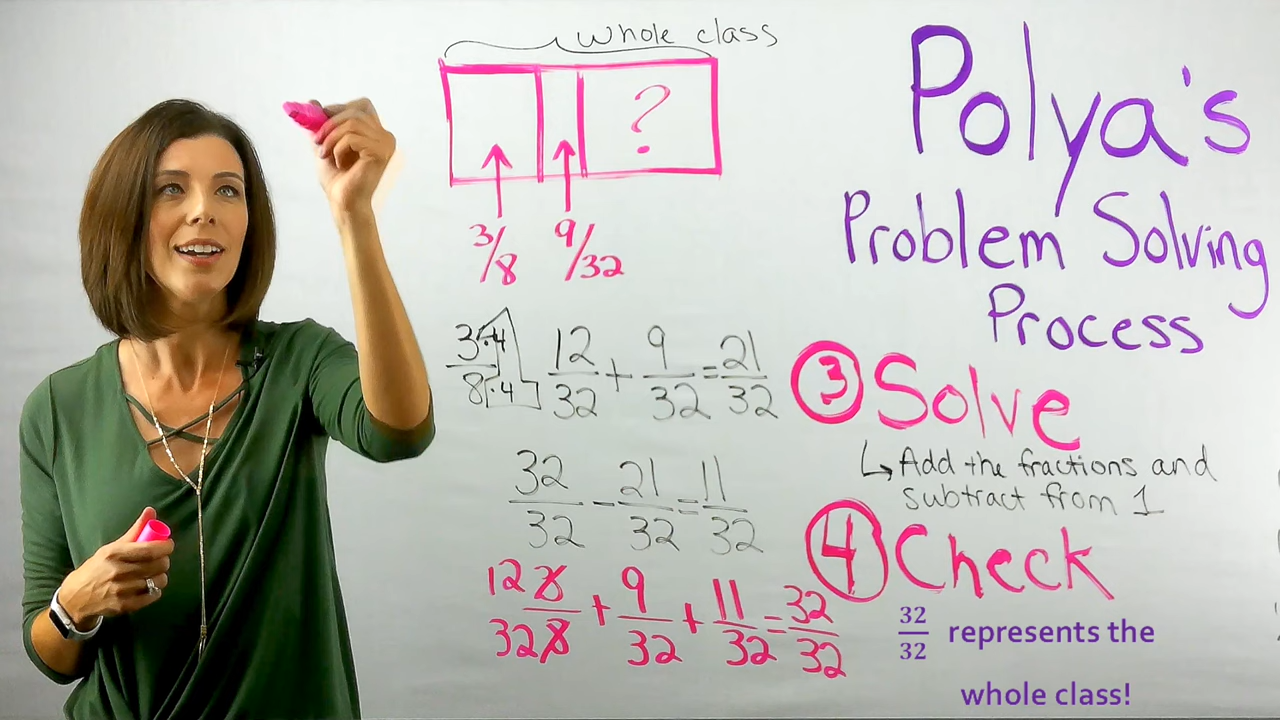 whole class
?
3/8 9/32
3·4/8·4 12/32 + 9/32 = 21/32
32/32 - 21/32 = 11/32
12 3/32 8 + 9/32 + 11/32 = 32/32
Polya's
Problem Solving
Process
3 Solve
↳ Add the fractions and
subtract from 1
4 Check
32/32 represents the
whole class!